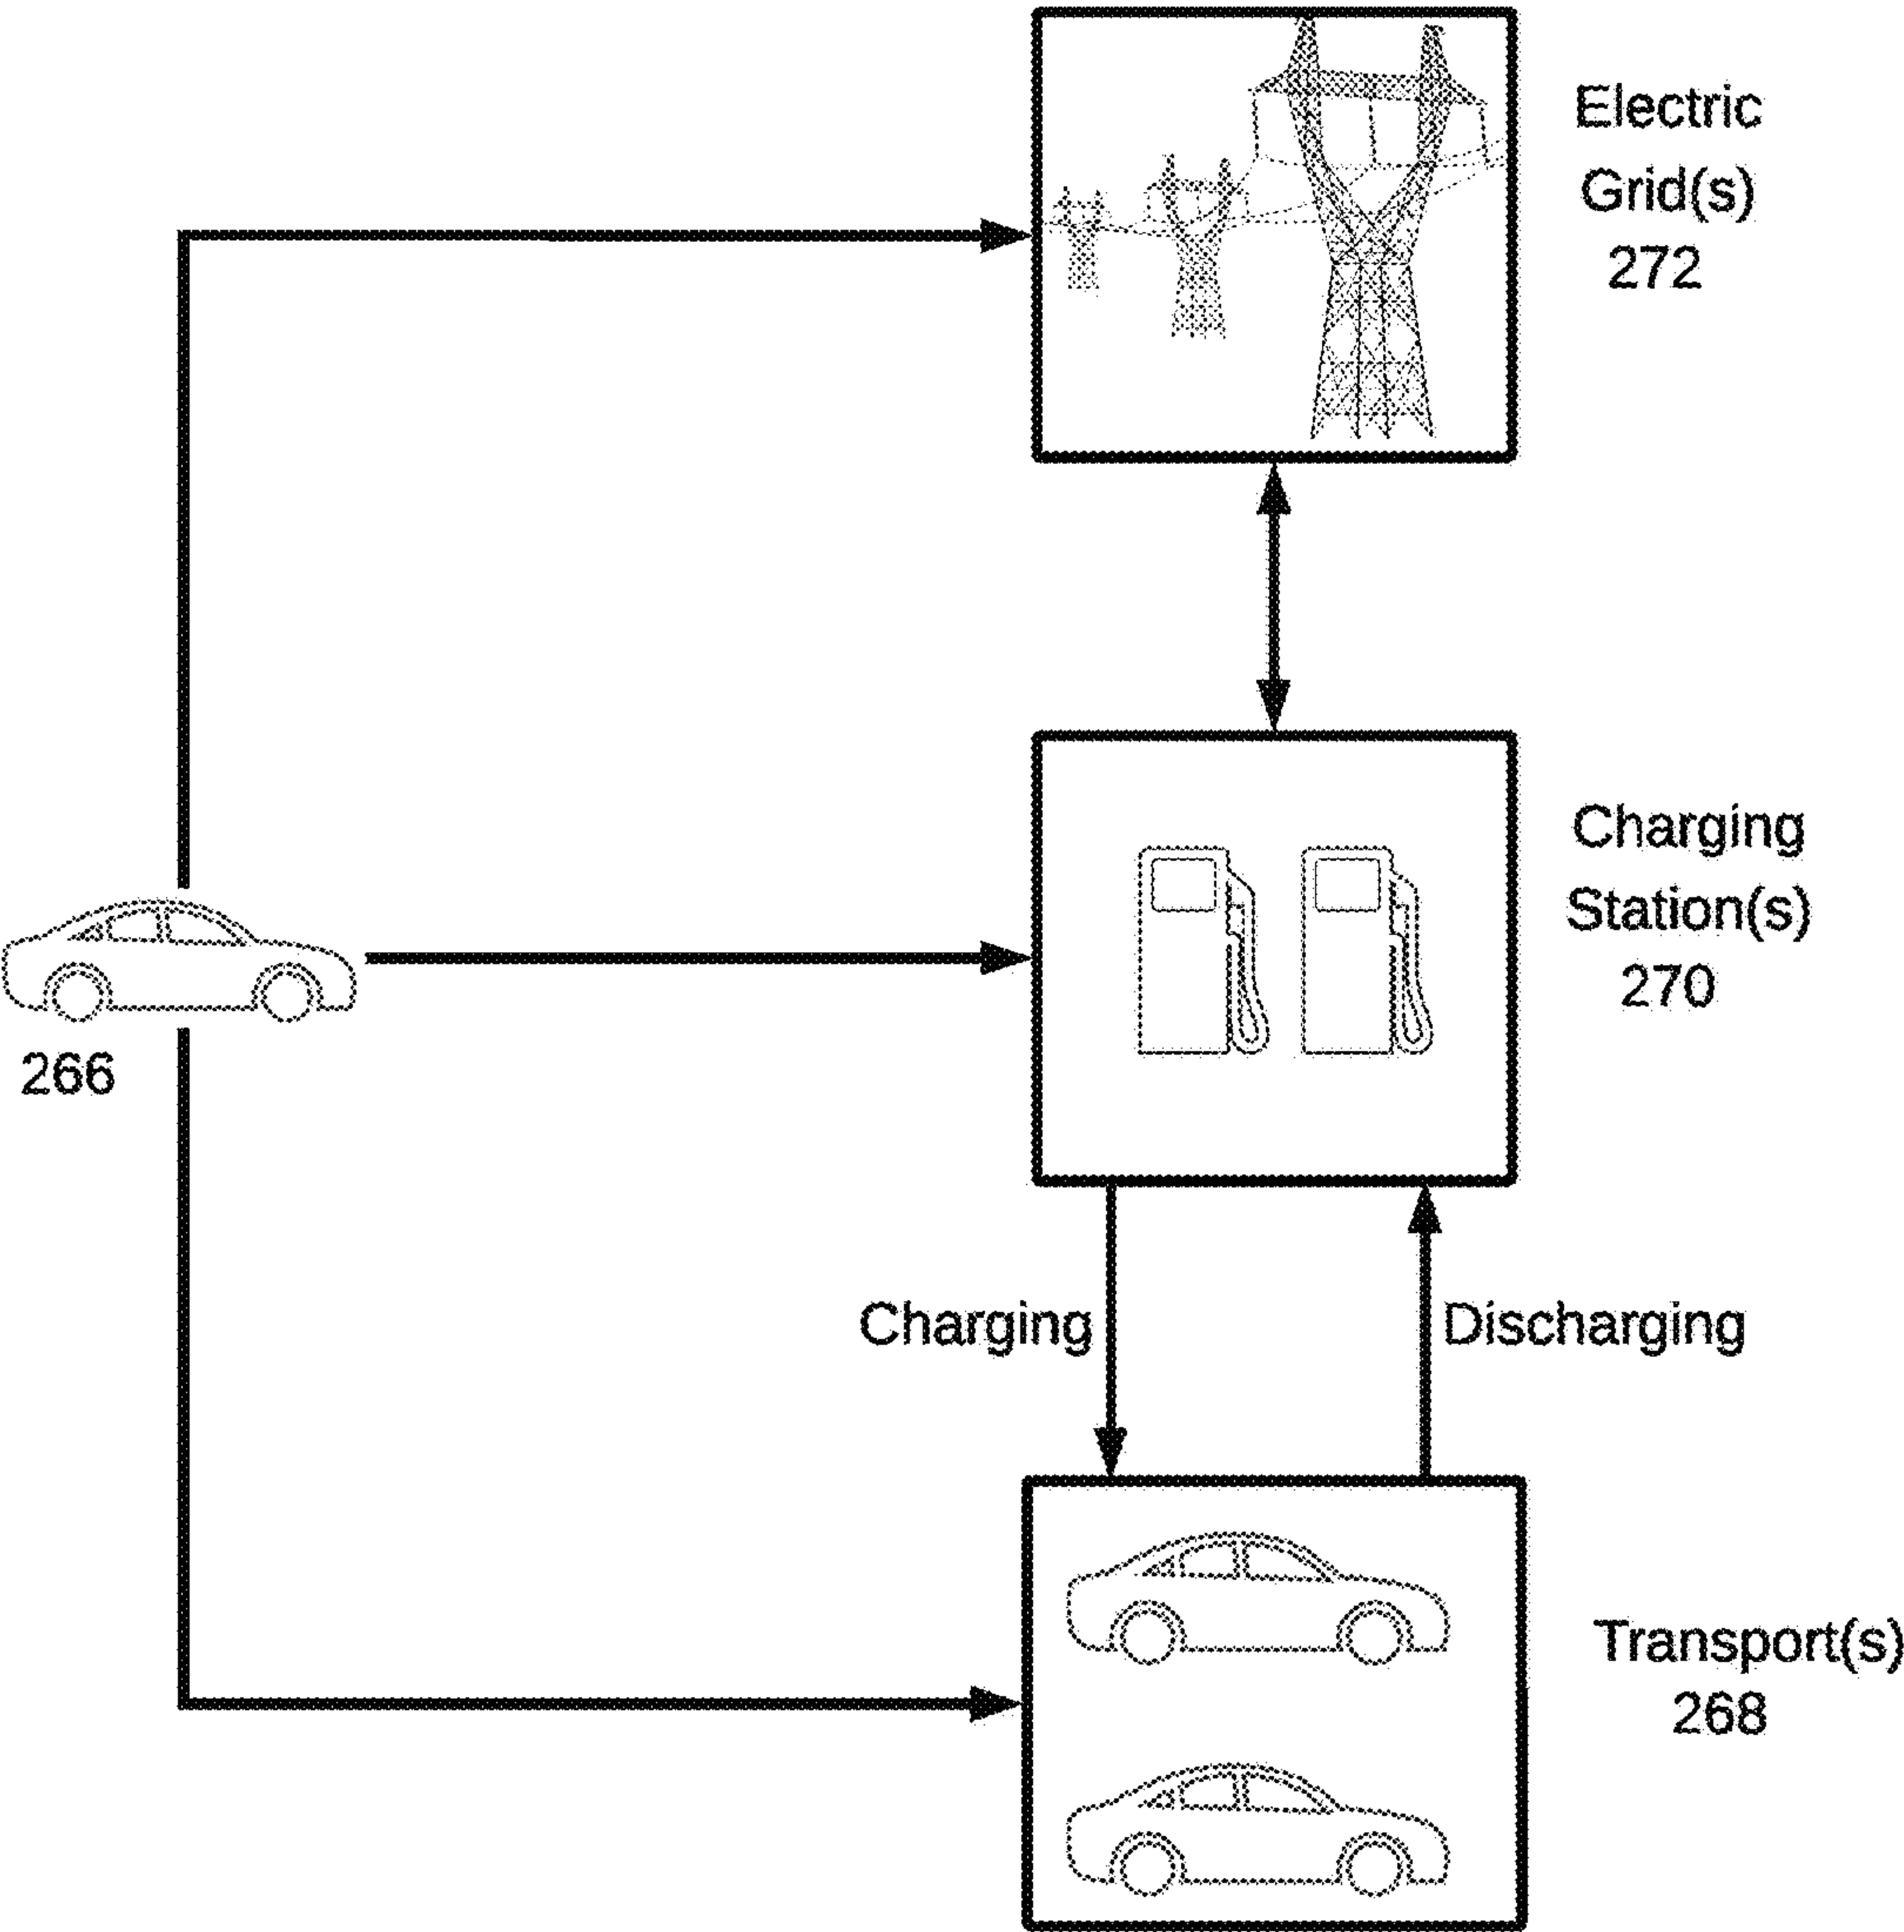 Electric
Grid(s)
272
Charging
Station(s)
270
266
Charging
Discharging
Transport(s)
268